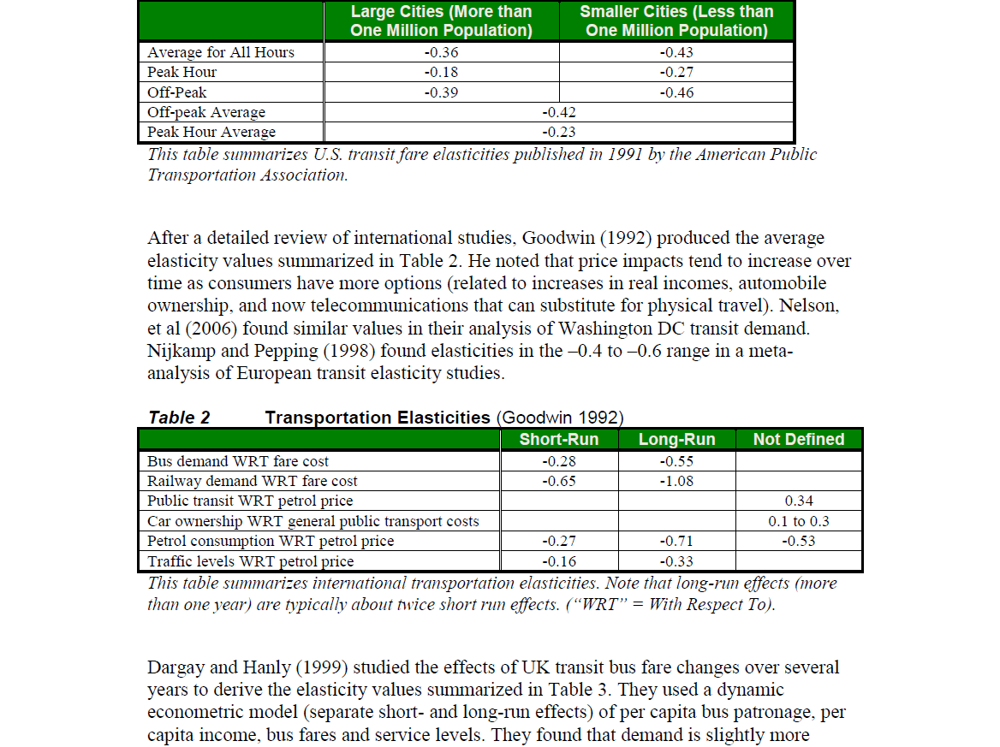 Large Cities (More than One Million Population) Smaller Cities (Less than One Million Population)
Average for All Hours -0.36 -0.43
Peak Hour -0.18 -0.27
Off-Peak -0.39 -0.46
Off-peak Average -0.42
Peak Hour Average -0.23
This table summarizes U.S. transit fare elasticities published in 1991 by the American Public
Transportation Association.
After a detailed review of international studies, Goodwin (1992) produced the average
elasticity values summarized in Table 2. He noted that price impacts tend to increase over
time as consumers have more options (related to increases in real incomes, automobile
ownership, and now telecommunications that can substitute for physical travel). Nelson,
et al (2006) found similar values in their analysis of Washington DC transit demand.
Nijkamp and Pepping (1998) found elasticities in the –0.4 to –0.6 range in a meta-
analysis of European transit elasticity studies.
Table 2 Transportation Elasticities (Goodwin 1992)
Short-Run Long-Run Not Defined
Bus demand WRT fare cost -0.28 -0.55
Railway demand WRT fare cost -0.65 -1.08
Public transit WRT petrol price 0.34
Car ownership WRT general public transport costs 0.1 to 0.3
Petrol consumption WRT petrol price -0.27 -0.71 -0.53
Traffic levels WRT petrol price -0.16 -0.33
This table summarizes international transportation elasticities. Note that long-run effects (more
than one year) are typically about twice short run effects. (“WRT” = With Respect To).
Dargay and Hanly (1999) studied the effects of UK transit bus fare changes over several
years to derive the elasticity values summarized in Table 3. They used a dynamic
econometric model (separate short- and long-run effects) of per capita bus patronage, per
capita income, bus fares and service levels. They found that demand is slightly more